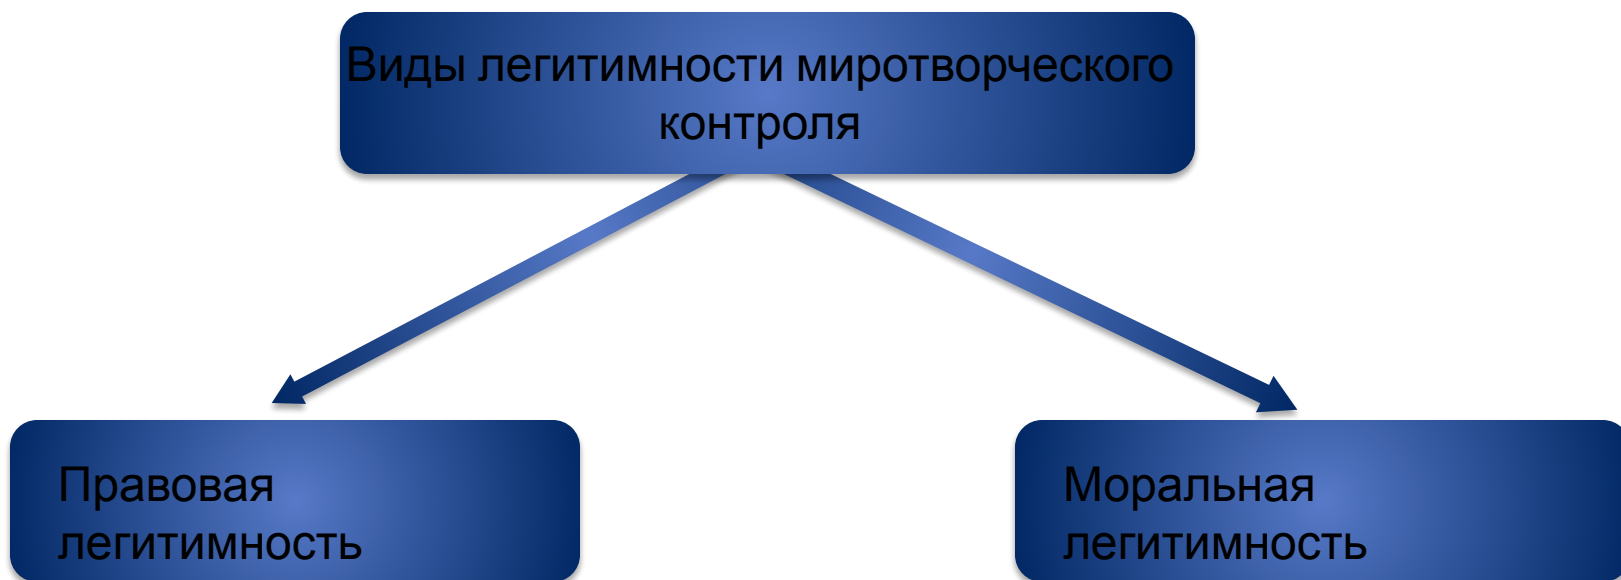 Виды легитимности миротворческого
контроля
Правовая
легитимность
Моральная
легитимность